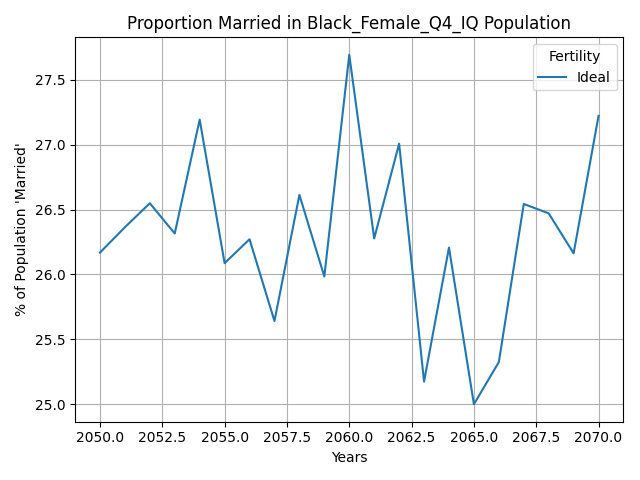 Proportion Married in Black_Female_Q4_IQ Population
Fertility
Ideal
% of Population 'Married'
27.5
27.0
26.5
26.0
25.5
25.0
2050.0 2052.5 2055.0 2057.5 2060.0 2062.5 2065.0 2067.5 2070.0
Years